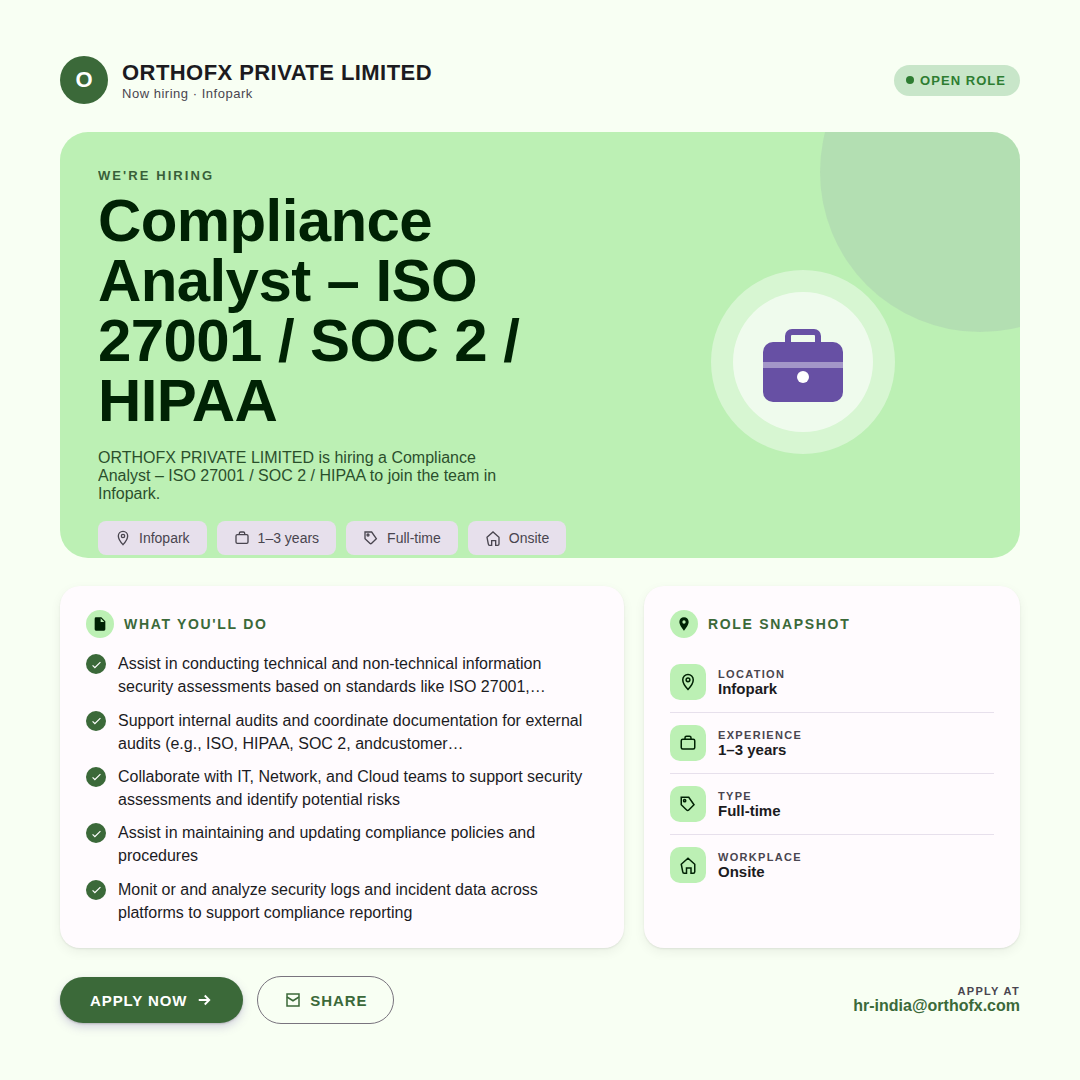 O
ORTHOFX PRIVATE LIMITED
Now hiring · Infopark
OPEN ROLE
WE'RE HIRING
Compliance
Analyst – ISO
27001 / SOC 2 /
HIPAA
ORTHOFX PRIVATE LIMITED is hiring a Compliance
Analyst – ISO 27001 / SOC 2 / HIPAA to join the team in
Infopark.
Infopark
1–3 years
Full-time
Onsite
WHAT YOU'LL DO
Assist in conducting technical and non-technical information
security assessments based on standards like ISO 27001,…
Support internal audits and coordinate documentation for external
audits (e.g., ISO, HIPAA, SOC 2, andcustomer…
Collaborate with IT, Network, and Cloud teams to support security
assessments and identify potential risks
Assist in maintaining and updating compliance policies and
procedures
Monit or and analyze security logs and incident data across
platforms to support compliance reporting
ROLE SNAPSHOT
LOCATION
Infopark
EXPERIENCE
1–3 years
TYPE
Full-time
WORKPLACE
Onsite
APPLY NOW
SHARE
APPLY AT
hr-india@orthofx.com